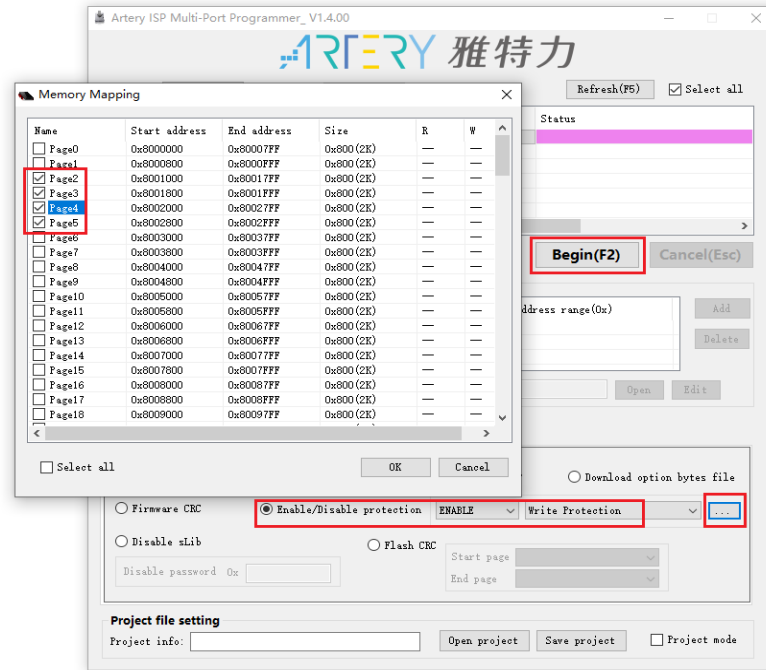 Artery ISP Multi-Port Programmer_ V1.4.00
ARTERY 雅特力
Refresh(F5) Select all
Status
Memory Mapping
Name Start address End address Size R W
Page0 0x8000000 0x80007FF 0x800(2K) — —
Page1 0x8000800 0x8000FFF 0x800(2K) — —
Page2 0x8001000 0x80017FF 0x800(2K) — —
Page3 0x8001800 0x8001FFF 0x800(2K) — —
Page4 0x8002000 0x80027FF 0x800(2K) — —
Page5 0x8002800 0x8002FFF 0x800(2K) — —
Page6 0x8003000 0x80037FF 0x800(2K) — —
Page7 0x8003800 0x8003FFF 0x800(2K) — —
Page8 0x8004000 0x80047FF 0x800(2K) — —
Page9 0x8004800 0x8004FFF 0x800(2K) — —
Page10 0x8005000 0x80057FF 0x800(2K) — —
Page11 0x8005800 0x8005FFF 0x800(2K) — —
Page12 0x8006000 0x80067FF 0x800(2K) — —
Page13 0x8006800 0x8006FFF 0x800(2K) — —
Page14 0x8007000 0x80077FF 0x800(2K) — —
Page15 0x8007800 0x8007FFF 0x800(2K) — —
Page16 0x8008000 0x80087FF 0x800(2K) — —
Page17 0x8008800 0x8008FFF 0x800(2K) — —
Page18 0x8009000 0x80097FF 0x800(2K) — —
Select all OK Cancel
Begin(F2) Cancel(Esc)
ddress range(0x) Add
Delete
Open Edit
Download option bytes file
Firmware CRC Enable/Disable protection ENABLE Write Protection ...
Disable sLib Flash CRC
Disable password 0x
Start page
End page
Project file setting
Project info: Open project Save project Project mode